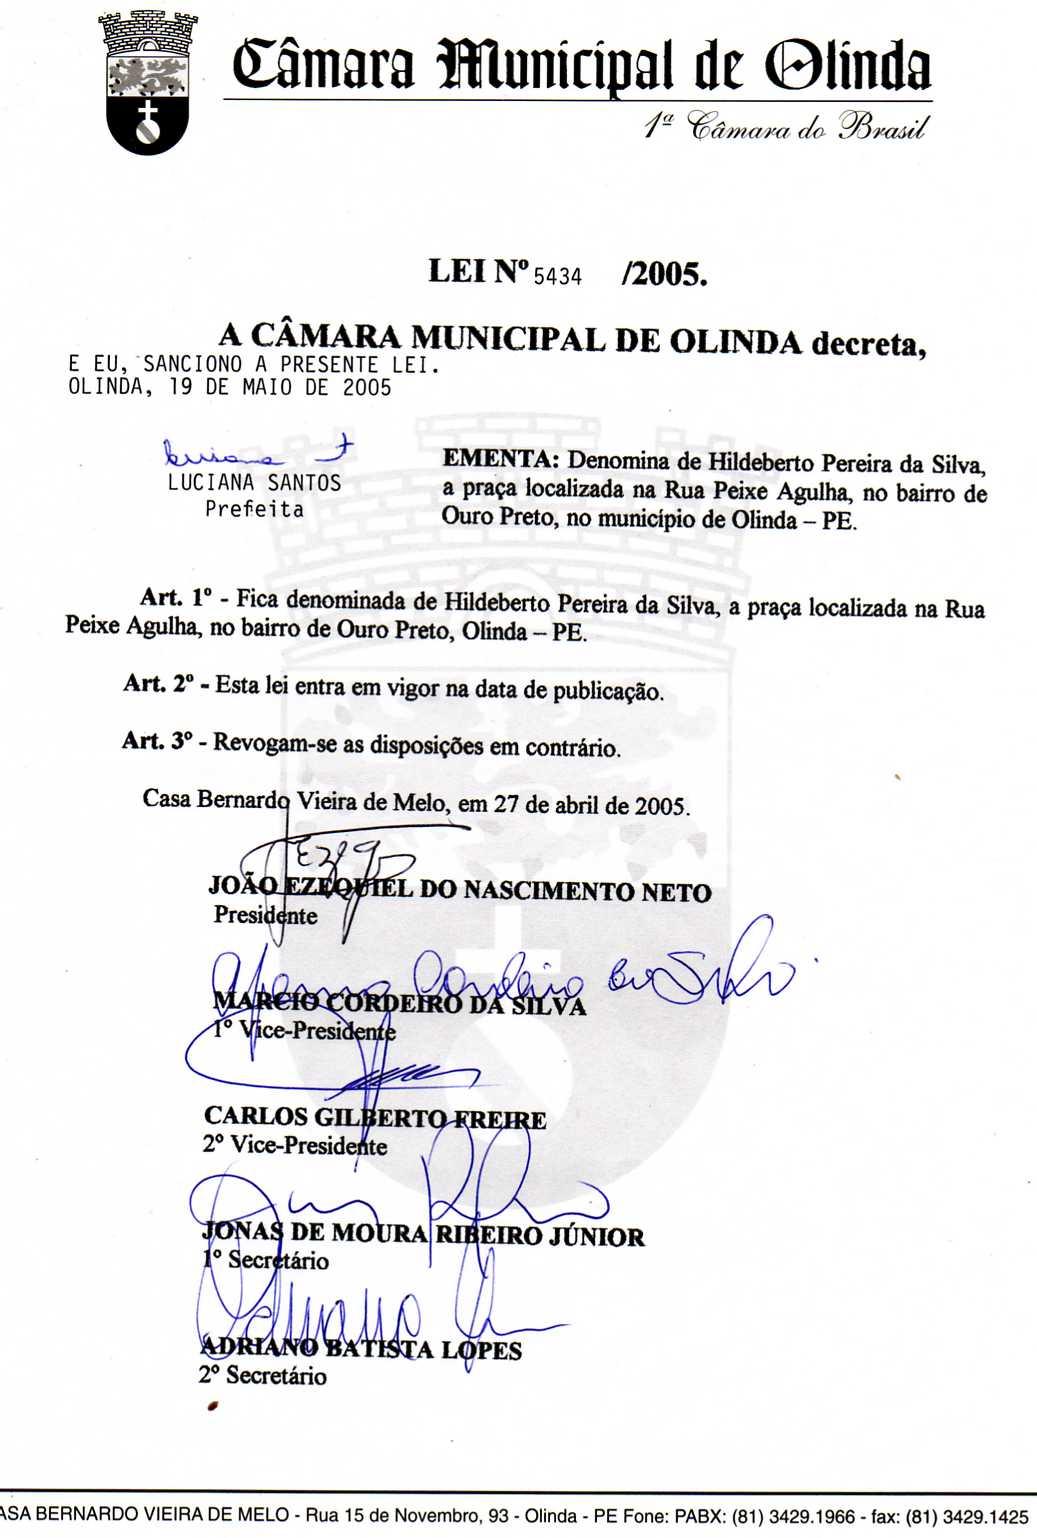 Câmara Municipal de Olinda
1ª Câmara do Brasil
LEI Nº 5434 /2005.
A CÂMARA MUNICIPAL DE OLINDA decreta,
E EU, SANCIONO A PRESENTE LEI.
OLINDA, 19 DE MAIO DE 2005
LUCIANA SANTOS
Prefeita
EMENTA: Denomina de Hildeberto Pereira da Silva,
a praça localizada na Rua Peixe Agulha, no bairro de
Ouro Preto, no município de Olinda – PE.
Art. 1º - Fica denominada de Hildeberto Pereira da Silva, a praça localizada na Rua
Peixe Agulha, no bairro de Ouro Preto, Olinda – PE.
Art. 2º - Esta lei entra em vigor na data de publicação.
Art. 3º - Revogam-se as disposições em contrário.
Casa Bernardo Vieira de Melo, em 27 de abril de 2005.
JOÃO EZEQUIEL DO NASCIMENTO NETO
Presidente
MARCIO CORDEIRO DA SILVA
1º Vice-Presidente
CARLOS GILBERTO FREIRE
2º Vice-Presidente
JONAS DE MOURA RIBEIRO JÚNIOR
1º Secretário
ADRIANO BATISTA LOPES
2º Secretário
ASA BERNARDO VIEIRA DE MELO - Rua 15 de Novembro, 93 - Olinda - PE Fone: PABX: (81) 3429.1966 - fax: (81) 3429.1425